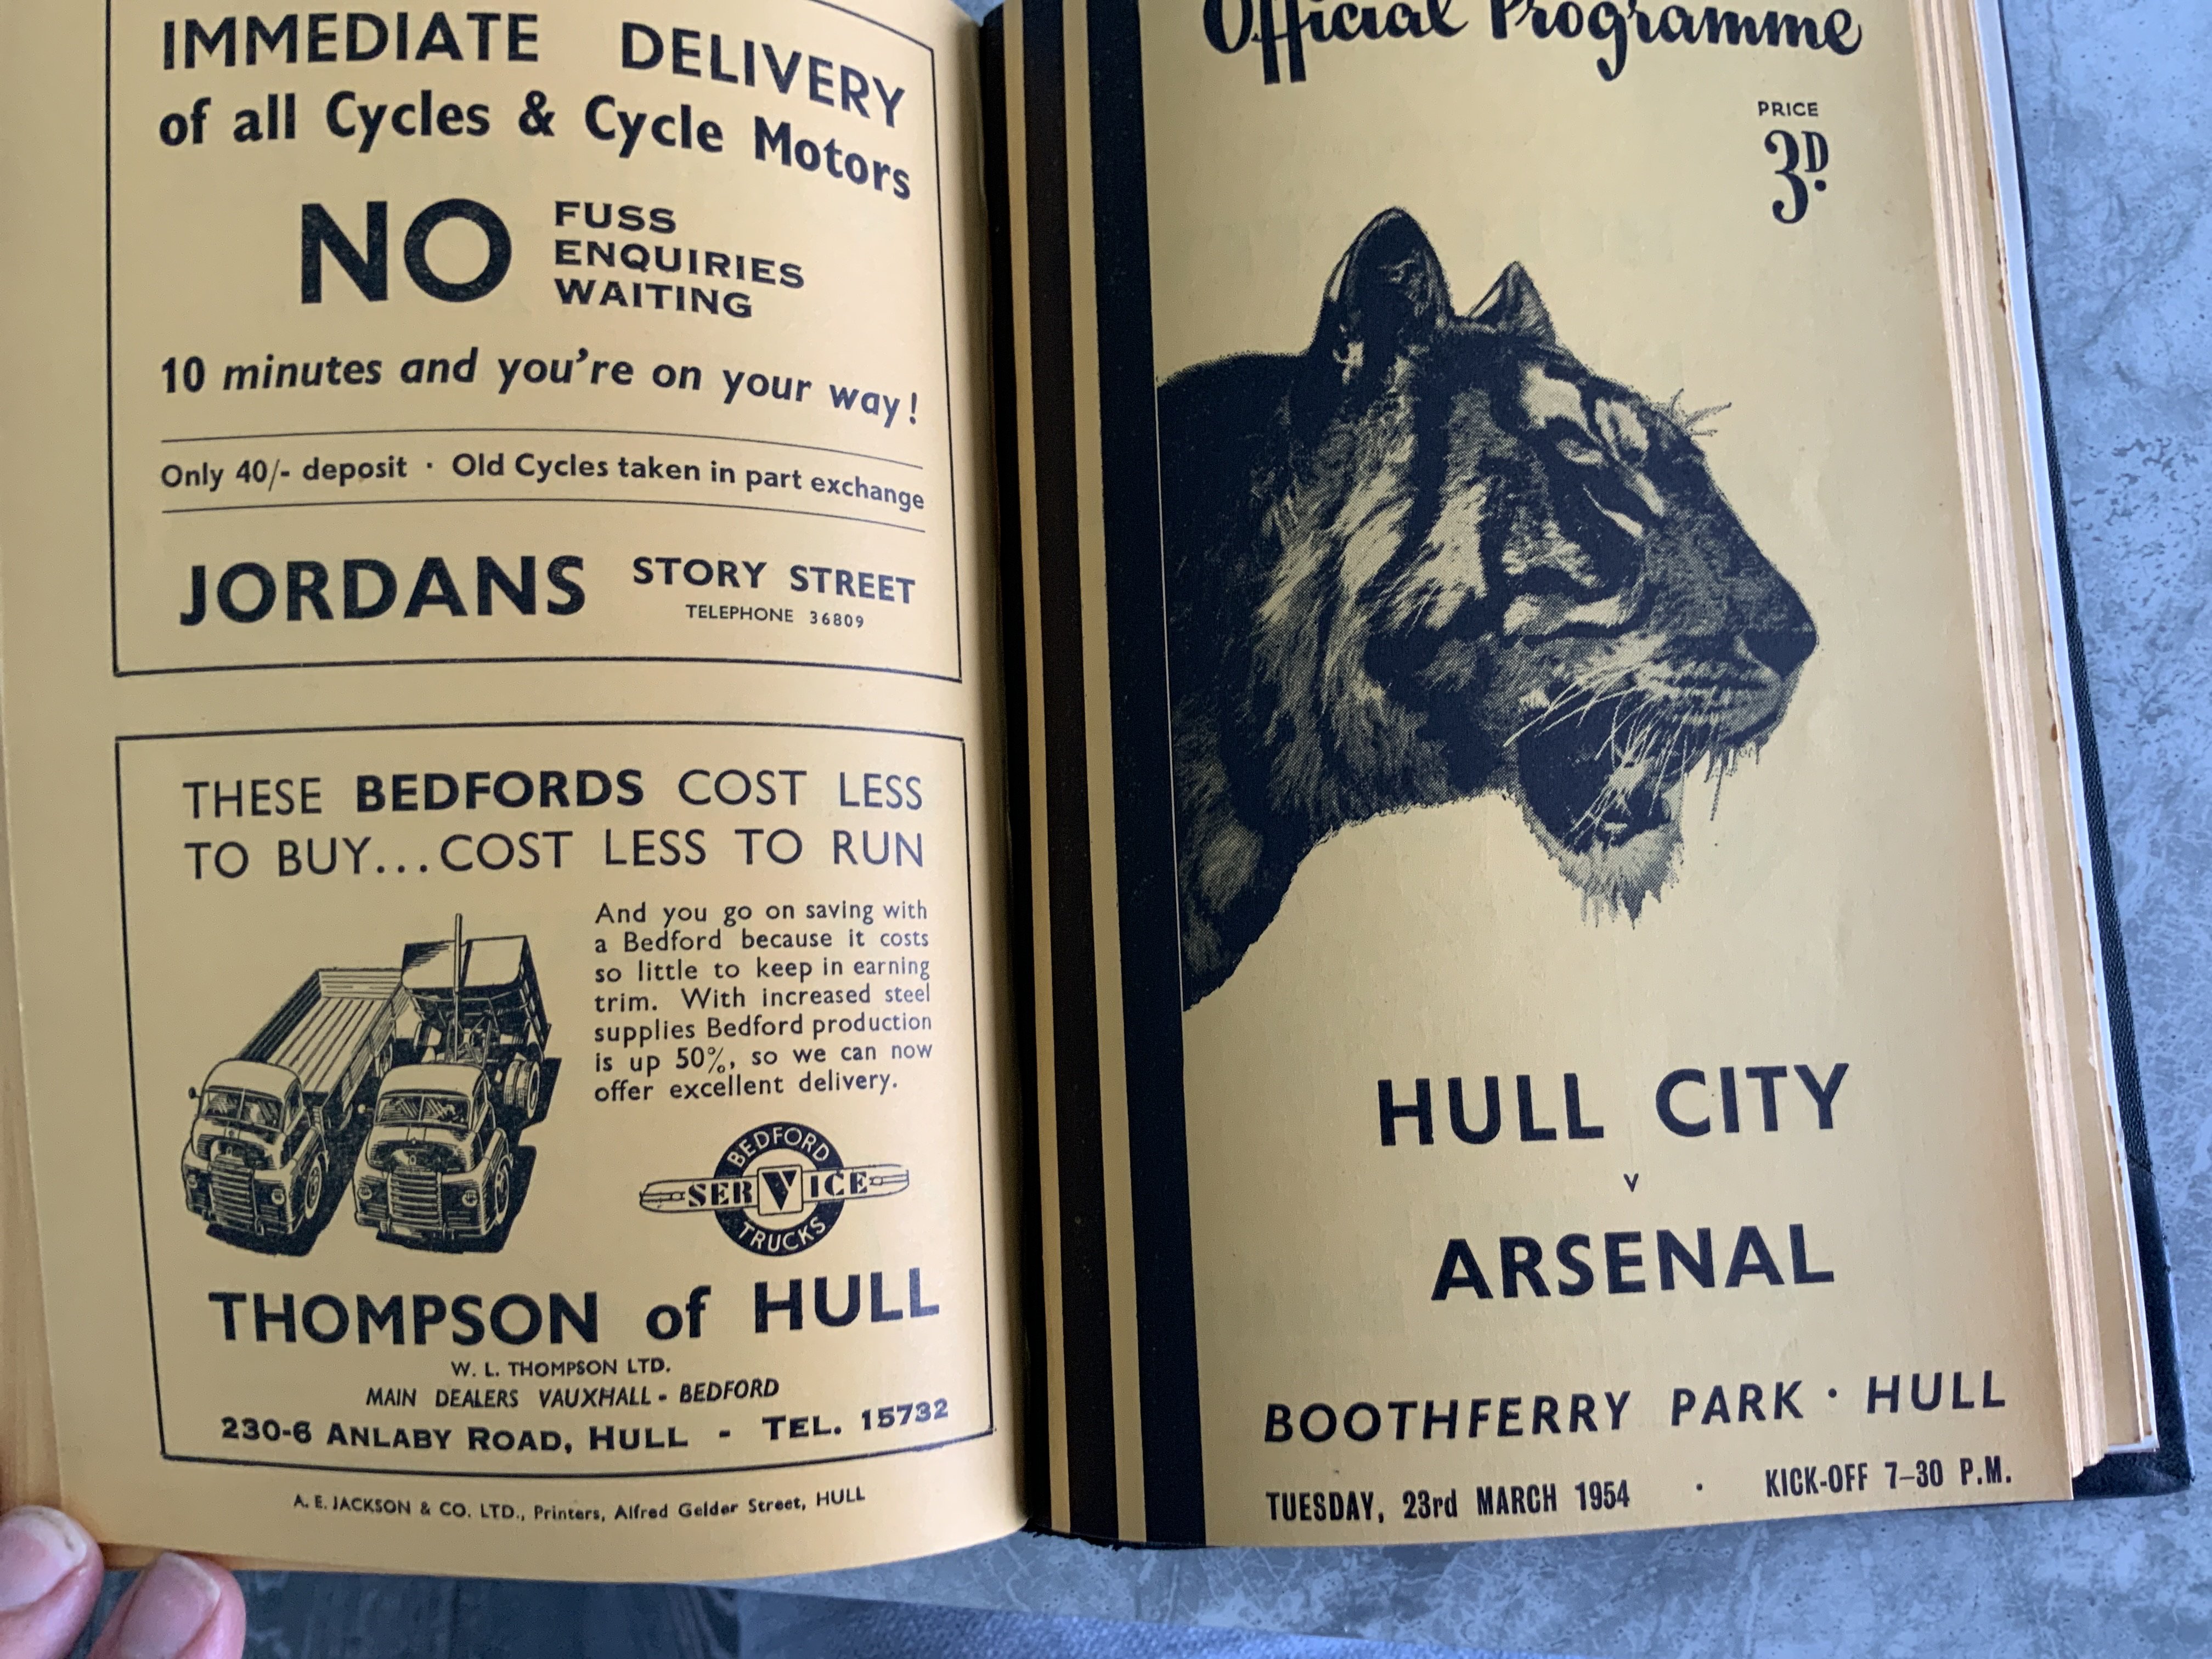 IMMEDIATE DELIVERY
of all Cycles & Cycle Motors
NO FUSS
ENQUIRIES
WAITING
10 minutes and you're on your way!
Only 40/- deposit · Old Cycles taken in part exchange
JORDANS STORY STREET
TELEPHONE 36809
THESE BEDFORDS COST LESS
TO BUY...COST LESS TO RUN
And you go on saving with
a Bedford because it costs
so little to keep in earning
trim. With increased steel
supplies Bedford production
is up 50%, so we can now
offer excellent delivery.
BEDFORD
SERVICE
TRUCKS
THOMPSON of HULL
W. L. THOMPSON LTD.
MAIN DEALERS VAUXHALL - BEDFORD
230-6 ANLABY ROAD, HULL - TEL. 15732
A. E. JACKSON & CO. LTD., Printers, Alfred Gelder Street, HULL
Official Programme
PRICE
3D.
HULL CITY
v
ARSENAL
BOOTHFERRY PARK · HULL
TUESDAY, 23rd MARCH 1954 · KICK-OFF 7-30 P.M.